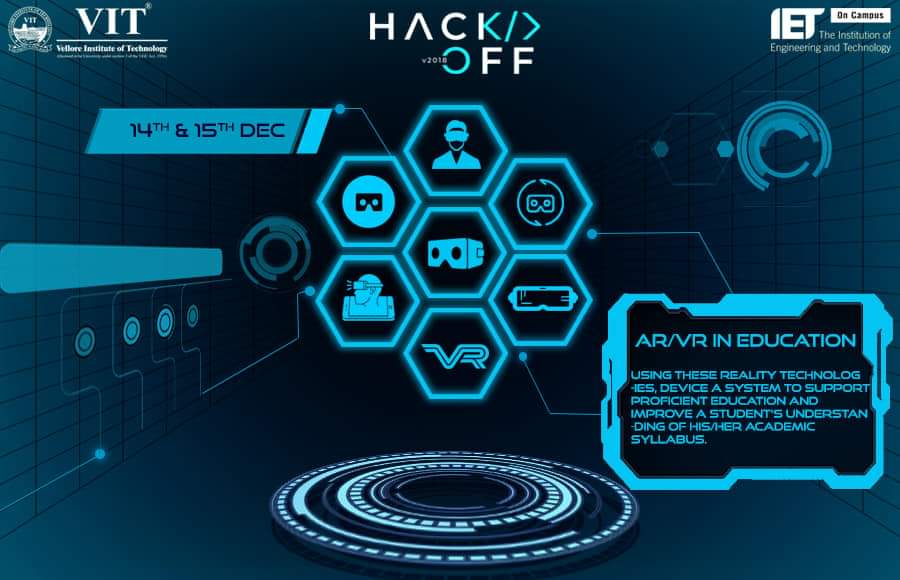 VIT®
Vellore Institute of Technology
VIT
HACK/>
v2018 OFF
IET On Campus
The Institution of
Engineering and Technology
14TH & 15TH DEC
VR
AR/VR IN EDUCATION
USING THESE REALITY TECHNOLOG
-IES, DEVICE A SYSTEM TO SUPPORT
PROFICIENT EDUCATION AND
IMPROVE A STUDENT'S UNDERSTAN
-DING OF HIS/HER ACADEMIC
SYLLABUS.